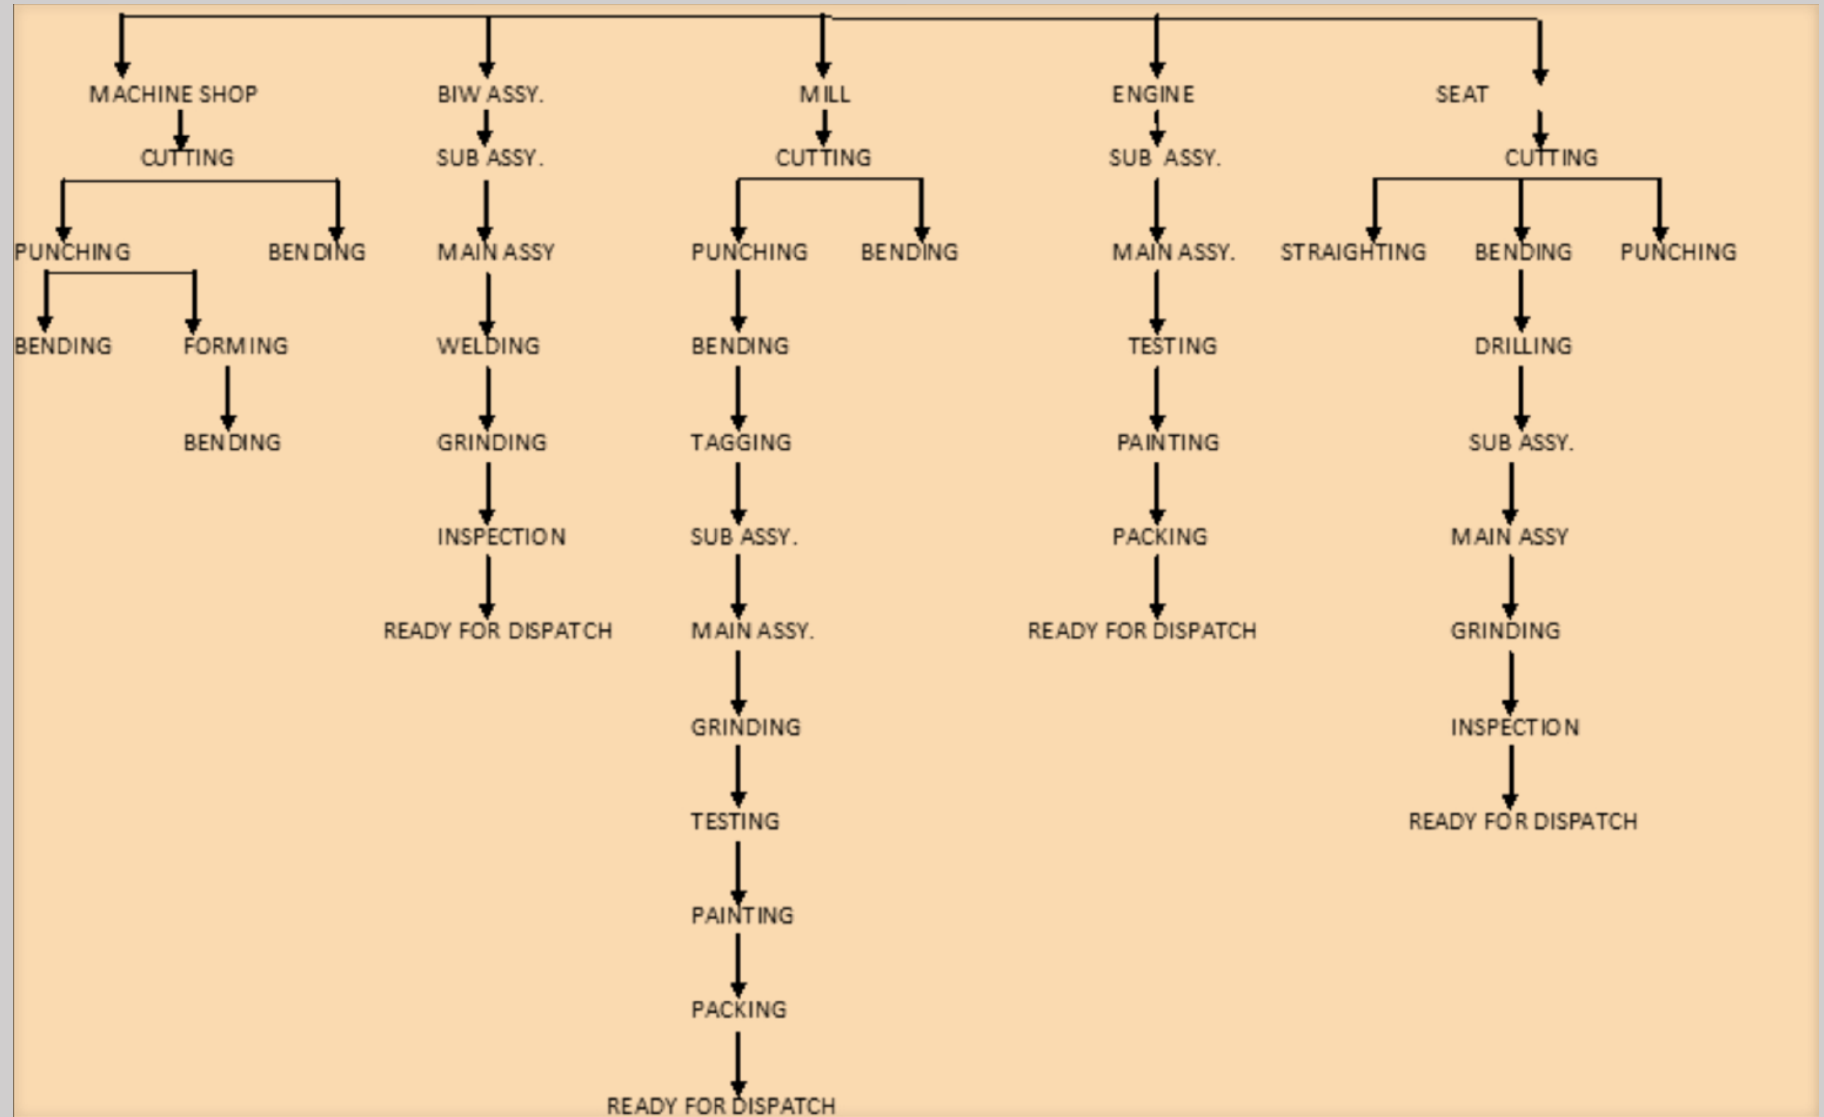 MACHINE SHOP BIW ASSY. MILL ENGINE SEAT
CUTTING SUB ASSY. CUTTING SUB ASSY. CUTTING
PUNCHING BENDING MAIN ASSY PUNCHING BENDING MAIN ASSY. STRAIGHTING BENDING PUNCHING
BENDING FORMING WELDING BENDING TESTING DRILLING
BENDING GRINDING TAGGING PAINTING SUB ASSY.
INSPECTION SUB ASSY. PACKING MAIN ASSY
READY FOR DISPATCH MAIN ASSY. READY FOR DISPATCH GRINDING
GRINDING INSPECTION
TESTING READY FOR DISPATCH
PAINTING
PACKING
READY FOR DISPATCH